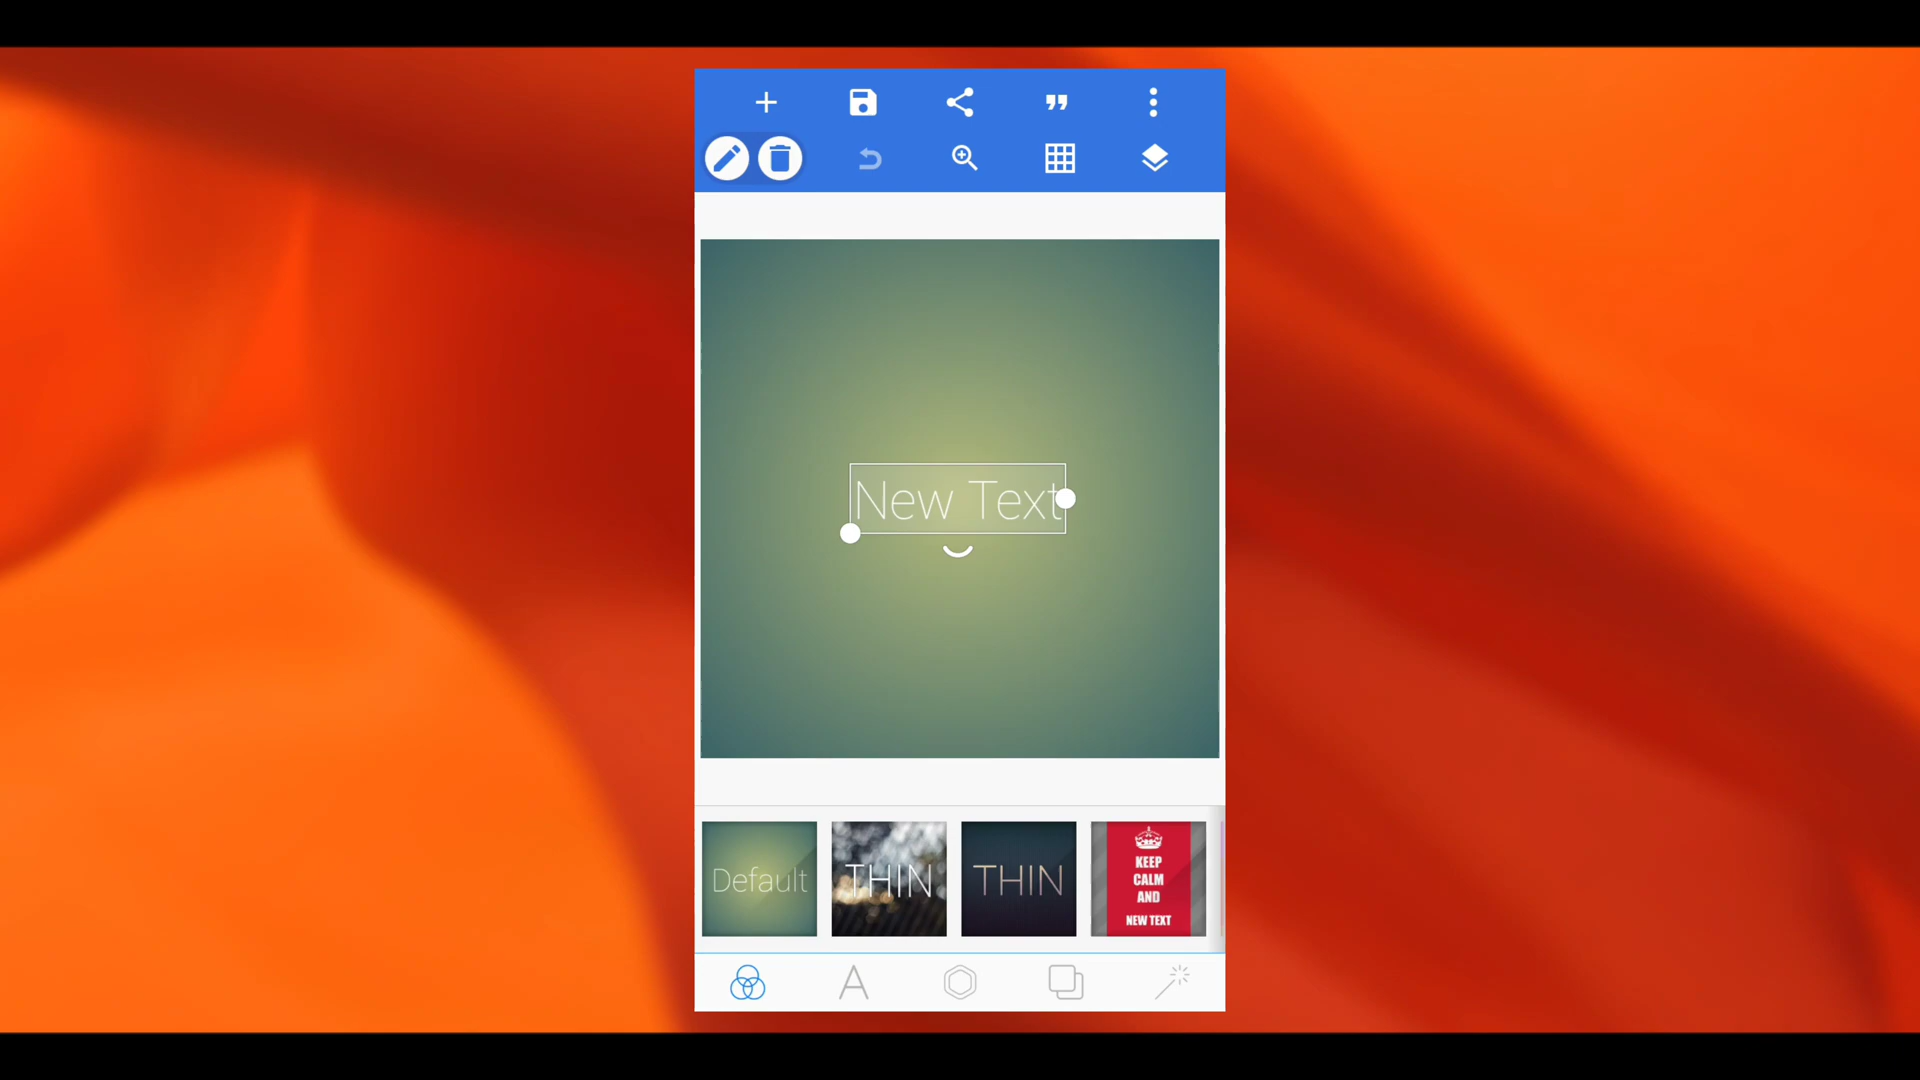 New Text
Default
THIN
THIN
KEEP
CALM
AND
NEW TEXT